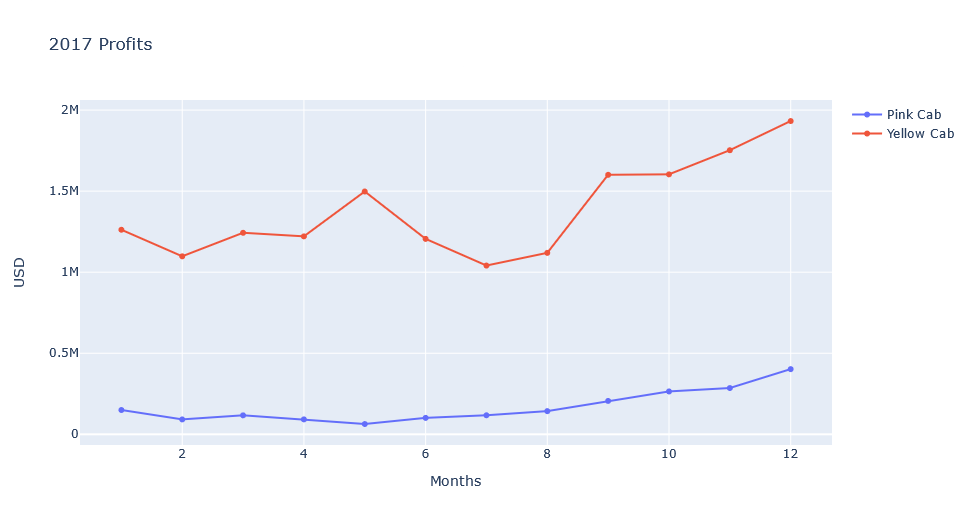 2017 Profits
2M
1.5M
1M
0.5M
0
USD
2 4 6 8 10 12
Months
Pink Cab
Yellow Cab